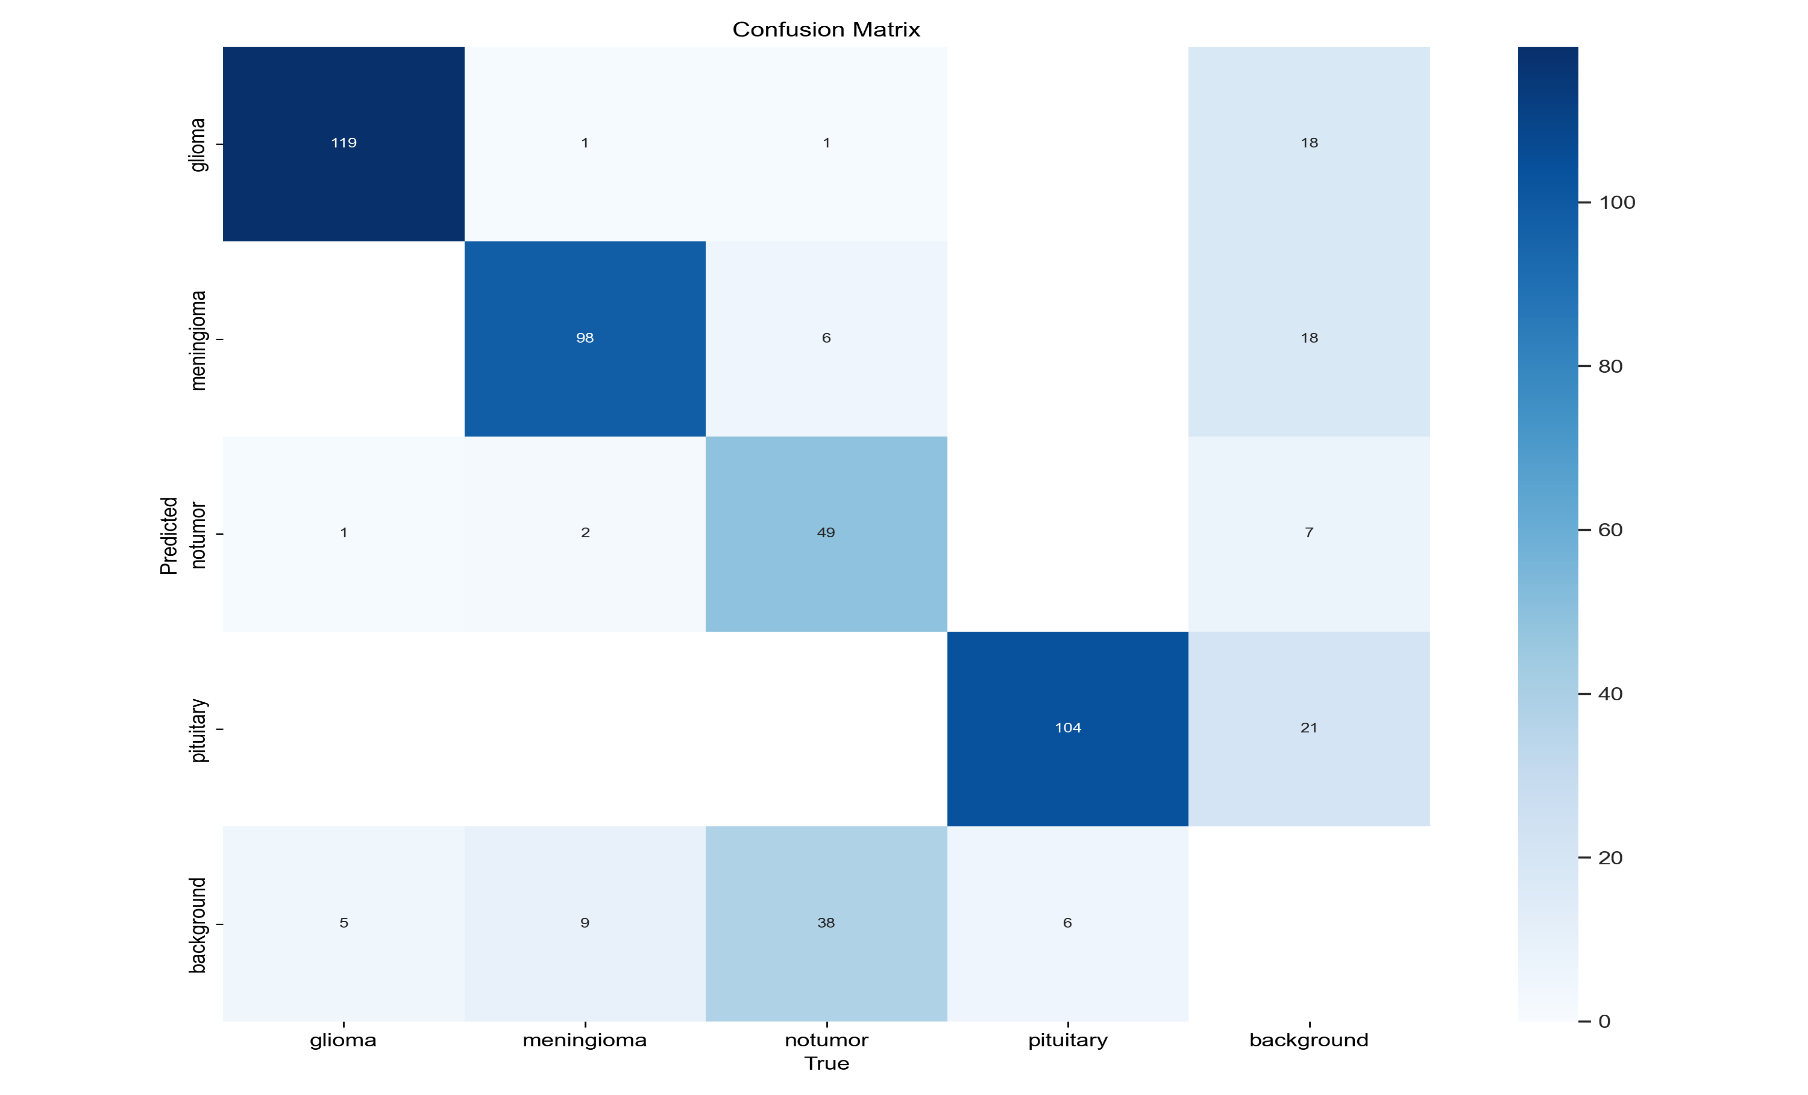 Confusion Matrix
glioma
119
1
1
18
100
meningioma
98
6
18
80
Predicted
notumor
1
2
49
7
60
pituitary
104
21
40
background
5
9
38
6
20
0
glioma
meningioma
notumor
pituitary
background
True